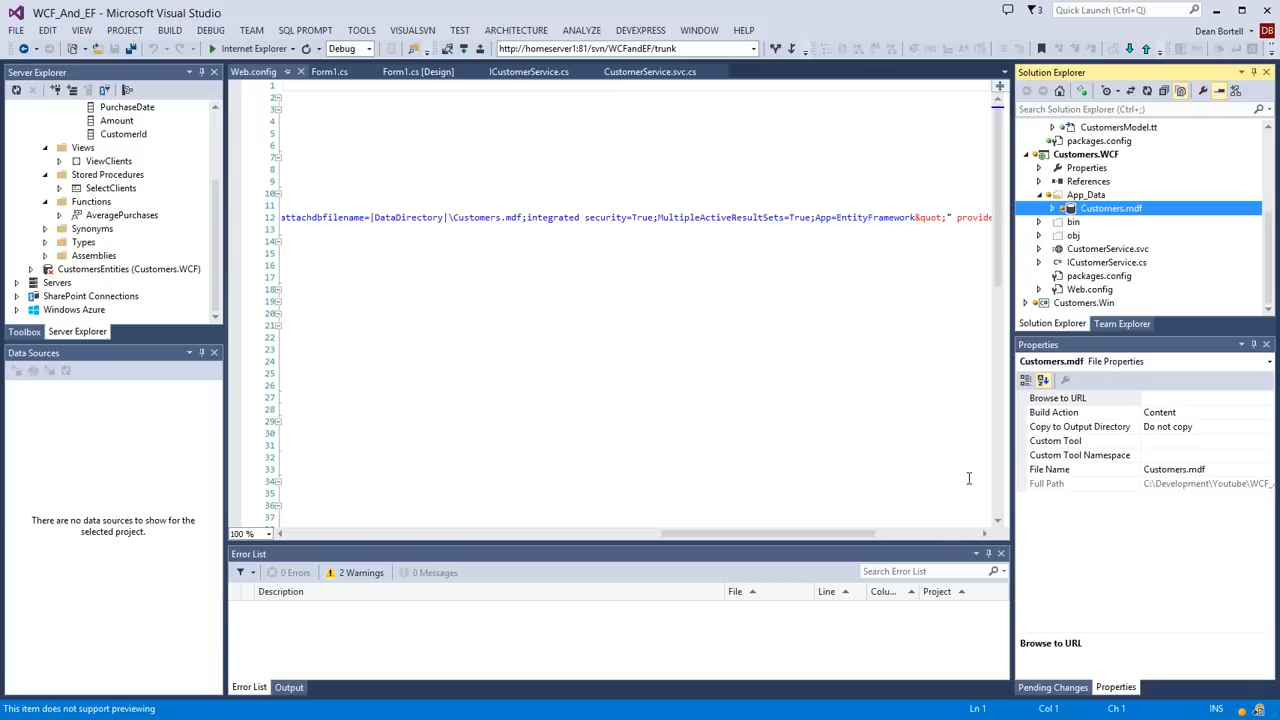 WCF_And_EF - Microsoft Visual Studio
3
Quick Launch (Ctrl+;)
FILE EDIT VIEW PROJECT BUILD DEBUG TEAM SQL PROMPT TOOLS VISUALSVN TEST ARCHITECTURE ANALYZE DEVEXPRESS WINDOW HELP
Dean Bortell DB
Internet Explorer Debug http://homeserver1:81/svn/WCFandEF/trunk
Server Explorer
PurchaseDate
Amount
CustomerId
Views
ViewClients
Stored Procedures
SelectClients
Functions
AveragePurchases
Synonyms
Types
Assemblies
CustomersEntities (Customers.WCF)
Servers
SharePoint Connections
Windows Azure
Toolbox Server Explorer
Data Sources
There are no data sources to show for the
selected project.
Web.config Form1.cs Form1.cs [Design] ICustomerService.cs CustomerService.svc.cs
1
2
3
4
5
6
7
8
9
10
11
12 attachdbfilename=|DataDirectory|\Customers.mdf;integrated security=True;MultipleActiveResultSets=True;App=EntityFramework&quot;" provide
13
14
15
16
17
18
19
20
21
22
23
24
25
26
27
28
29
30
31
32
33
34
35
36
37
100 %
Error List
0 Errors 2 Warnings 0 Messages Search Error List
Description File Line Colu... Project
Error List Output
Solution Explorer
Search Solution Explorer (Ctrl+;)
CustomersModel.tt
packages.config
Customers.WCF
Properties
References
App_Data
Customers.mdf
bin
obj
CustomerService.svc
ICustomerService.cs
packages.config
Web.config
Customers.Win
Solution Explorer Team Explorer
Properties
Customers.mdf File Properties
Browse to URL
Build Action Content
Copy to Output Directory Do not copy
Custom Tool
Custom Tool Namespace
File Name Customers.mdf
Full Path C:\Development\Youtube\WCF_
Browse to URL
Pending Changes Properties
This item does not support previewing Ln 1 Col 1 Ch 1 INS